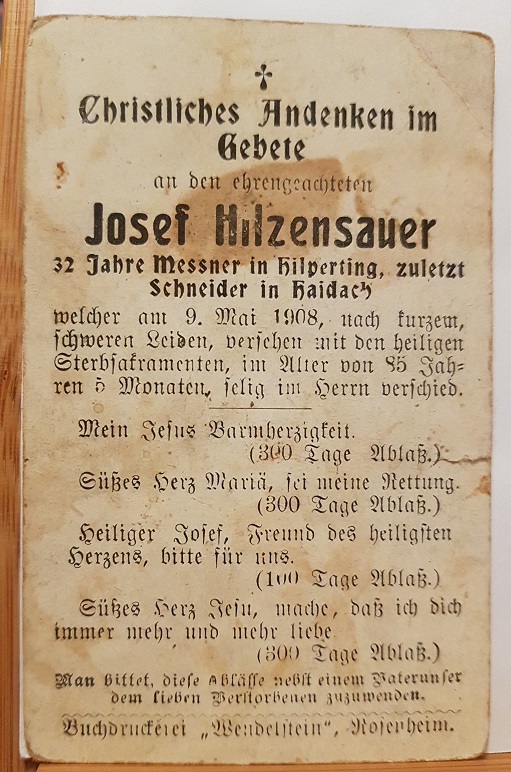 Christliches Andenken im
Gebete
an den ehrengeachteten
Josef Hilzensauer
32 Jahre Messner in Hilperting, zuletzt
Schneider in Haidach
welcher am 9. Mai 1908, nach kurzem,
schweren Leiden, versehen mit den heiligen
Sterbsakramenten, im Alter von 85 Jah-
ren 5 Monaten, selig im Herrn verschied.
Mein Jesus Barmherzigkeit.
(300 Tage Ablaß.)
Süßes Herz Mariä, sei meine Rettung.
(300 Tage Ablaß.)
Heiliger Josef, Freund des heiligsten
Herzens, bitte für uns.
(100 Tage Ablaß.)
Süßes Herz Jesu, mache, daß ich dich
immer mehr und mehr liebe
(300 Tage Ablaß.)
Man bittet, diese Ablässe nebst einem Vaterunser
dem lieben Verstorbenen zuzuwenden.
Buchdruckerei „Wendelstein", Rosenheim.